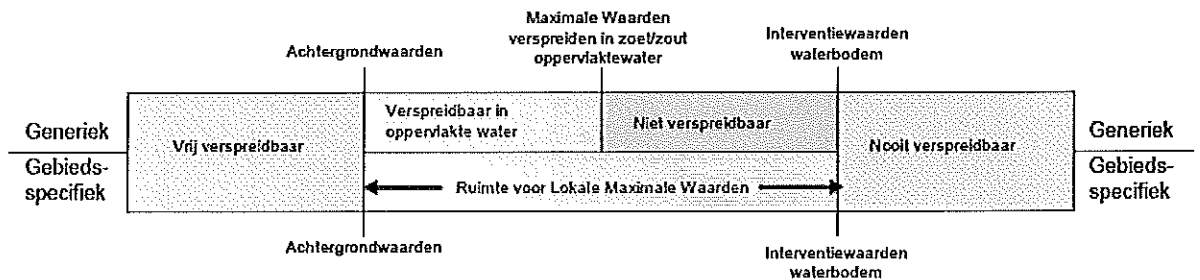 Maximale Waarden
verspreiden in zoet/zout
oppervlaktewater
Achtergrondwaarden
Interventiewaarden
waterbodem
Generiek
Gebieds-
specifiek
Vrij verspreidbaar
Verspreidbaar in
oppervlakte water
Niet verspreidbaar
Nooit verspreidbaar
Ruimte voor Lokale Maximale Waarden
Generiek
Gebieds-
specifiek
Achtergrondwaarden
Interventiewaarden
waterbodem